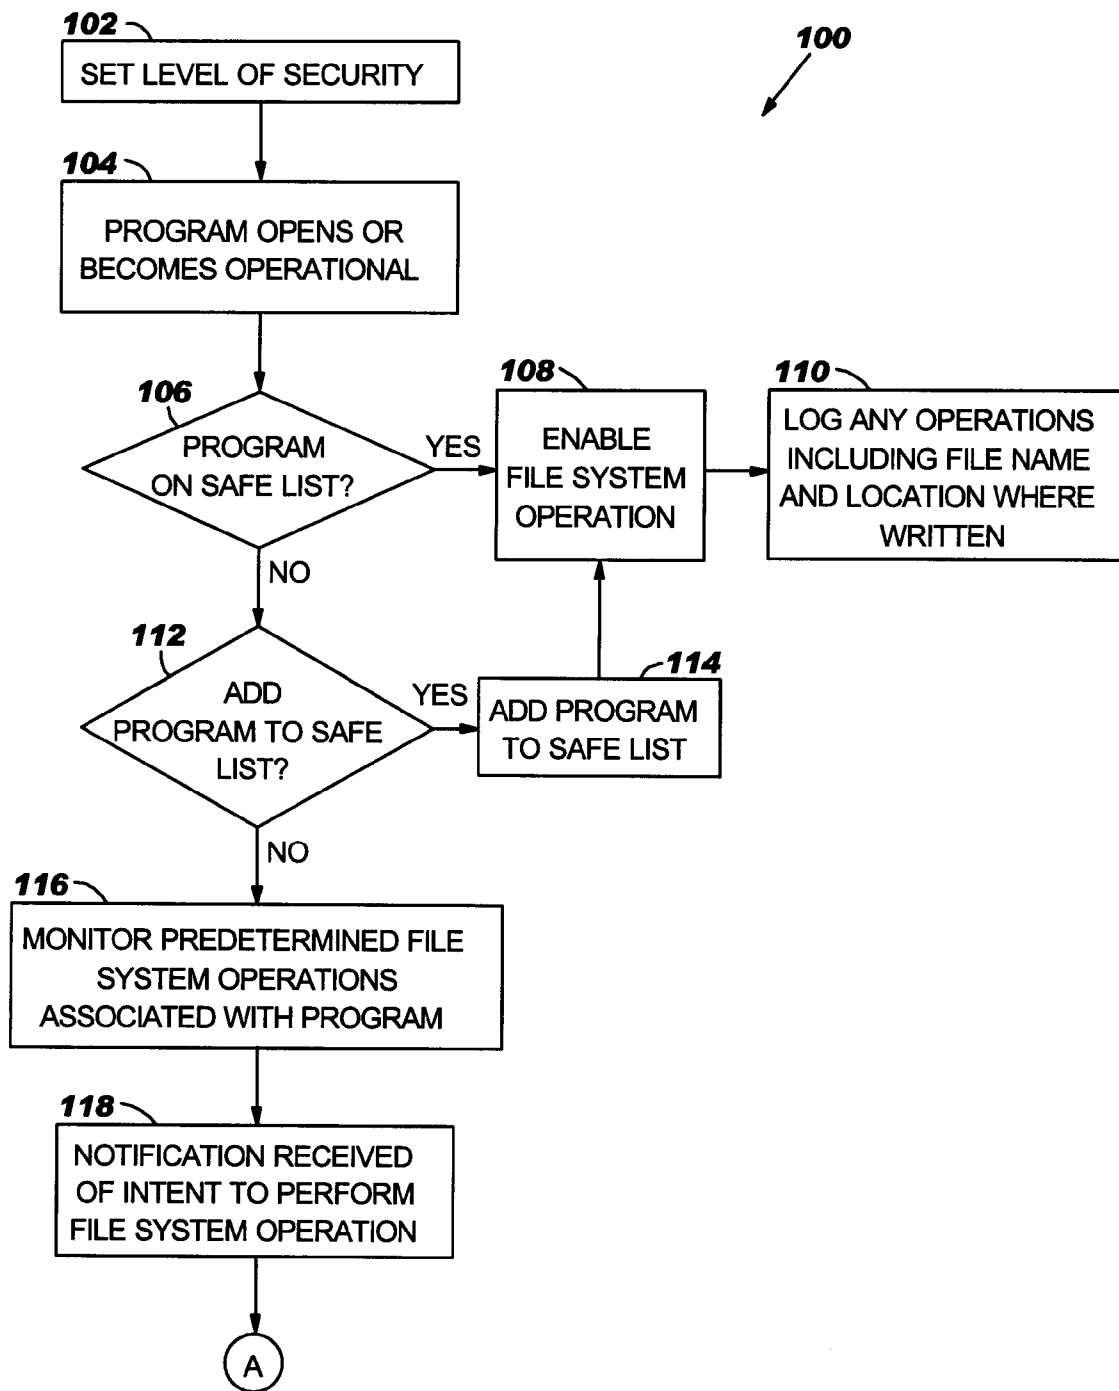 102
SET LEVEL OF SECURITY
100
104
PROGRAM OPENS OR
BECOMES OPERATIONAL
106
PROGRAM
ON SAFE LIST?
YES
108
ENABLE
FILE SYSTEM
OPERATION
110
LOG ANY OPERATIONS
INCLUDING FILE NAME
AND LOCATION WHERE
WRITTEN
NO
112
ADD
PROGRAM TO SAFE
LIST?
YES
114
ADD PROGRAM
TO SAFE LIST
NO
116
MONITOR PREDETERMINED FILE
SYSTEM OPERATIONS
ASSOCIATED WITH PROGRAM
118
NOTIFICATION RECEIVED
OF INTENT TO PERFORM
FILE SYSTEM OPERATION
A